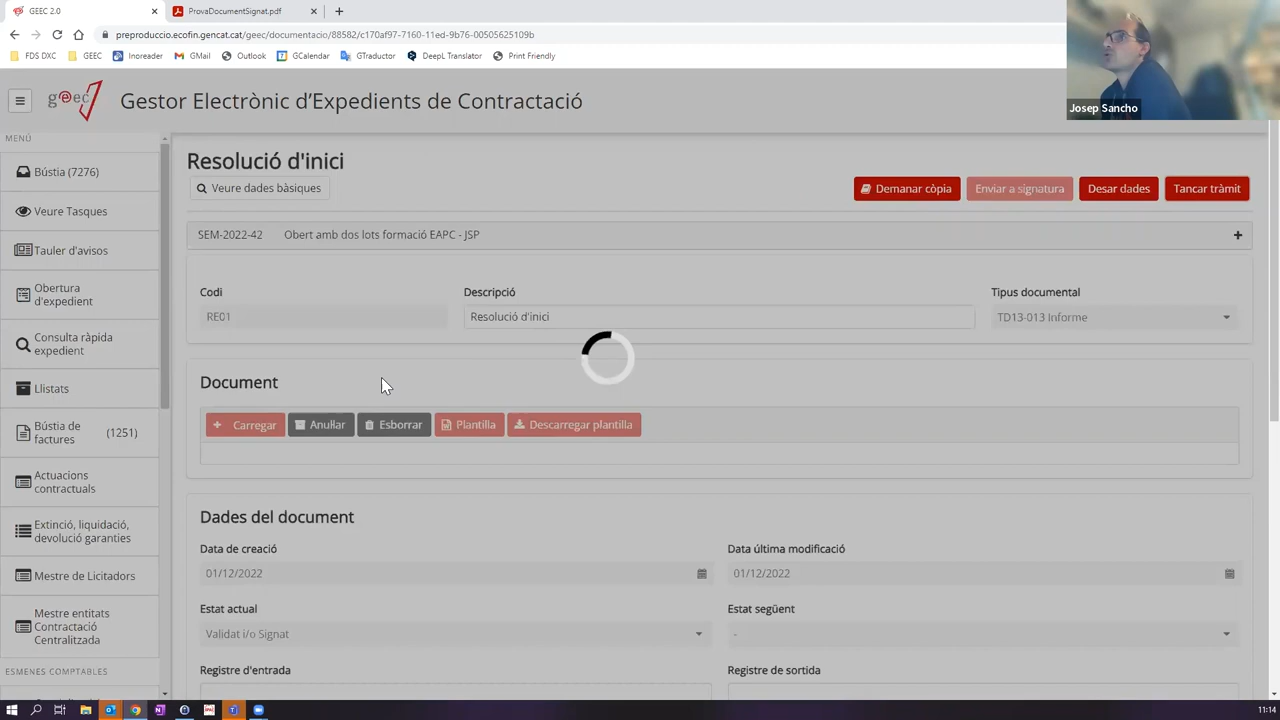 GEEC 2.0
ProvaDocumentSignat.pdf
preproduccio.ecofin.gencat.cat/geec/documentacio/88582/c170af97-7160-11ed-9b76-00505625109b
FDS DXC
GEEC
Inoreader
GMail
Outlook
GCalendar
GTraductor
DeepL Translator
Print Friendly
Josep Sancho
geec
Gestor Electrònic d'Expedients de Contractació
MENÚ
Bústia (7276)
Veure Tasques
Tauler d'avisos
Obertura
d'expedient
Consulta ràpida
expedient
Llistats
Bústia de
factures
(1251)
Actuacions
contractuals
Extinció, liquidació,
devolució garanties
Mestre de Licitadors
Mestre entitats
Contractació
Centralitzada
ESMENES COMPTABLES
Resolució d'inici
Veure dades bàsiques
Demanar còpia
Enviar a signatura
Desar dades
Tancar tràmit
SEM-2022-42 Obert amb dos lots formació EAPC - JSP
Codi
Descripció
Tipus documental
RE01
Resolució d'inici
TD13-013 Informe
Document
Carregar
Anul·lar
Esborrar
Plantilla
Descarregar plantilla
Dades del document
Data de creació
Data última modificació
01/12/2022
01/12/2022
Estat actual
Estat següent
Validat i/o Signat
-
Registre d'entrada
Registre de sortida
11:14